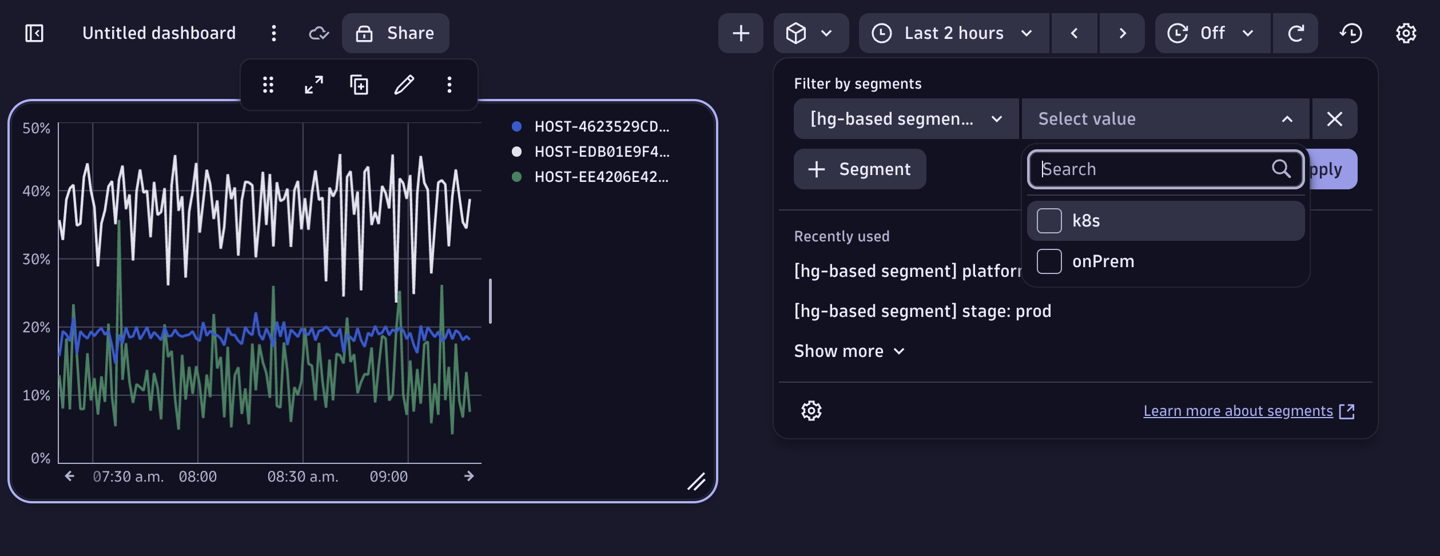 Untitled dashboard
Share
Last 2 hours
Off
Filter by segments
[hg-based segmen...
Select value
Segment
Search
pply
k8s
onPrem
Recently used
[hg-based segment] platfor
[hg-based segment] stage: prod
Show more
Learn more about segments
50%
40%
30%
20%
10%
0%
07:30 a.m.
08:00
08:30 a.m.
09:00
HOST-4623529CD...
HOST-EDB01E9F4...
HOST-EE4206E42...